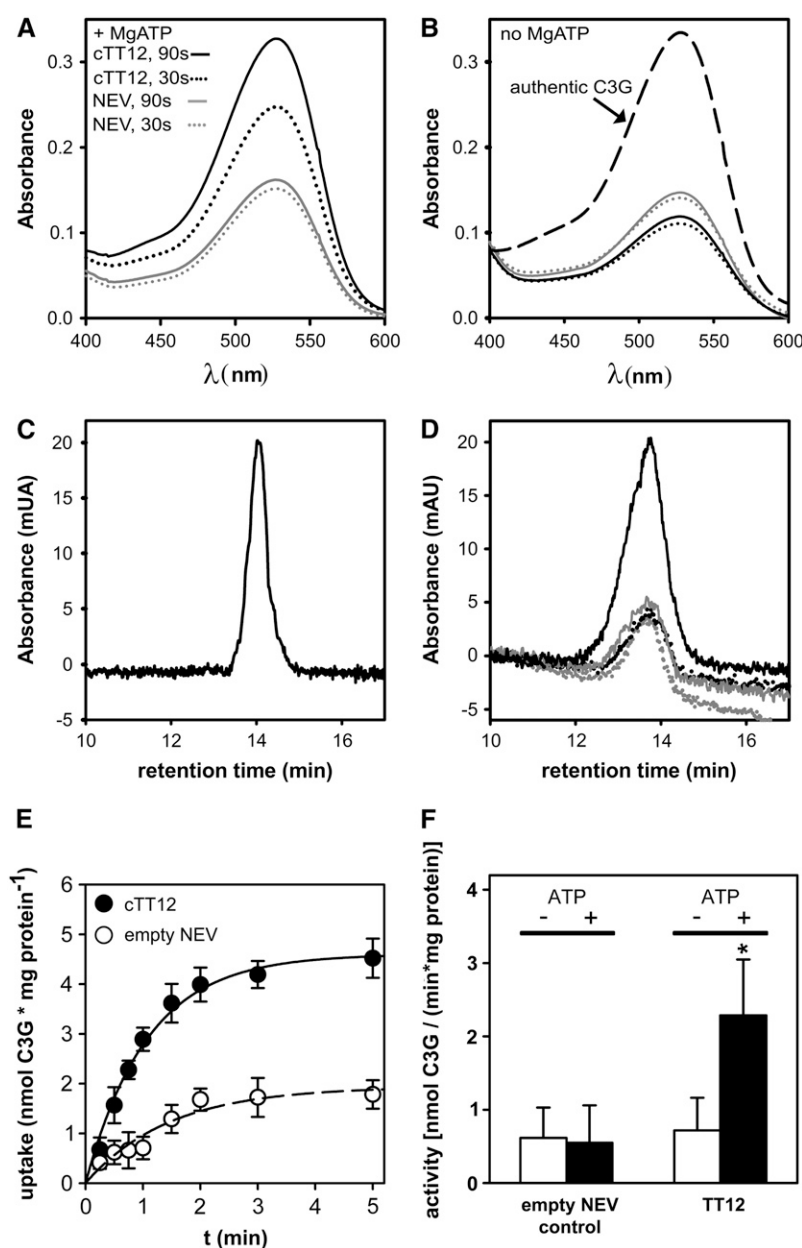 A
+ MgATP
cTT12, 90s
cTT12, 30s
NEV, 90s
NEV, 30s
Absorbance
0.3
0.2
0.1
0.0
400 450 500 550 600
λ(nm)
B
no MgATP
authentic C3G
Absorbance
0.3
0.2
0.1
0.0
400 450 500 550 600
λ(nm)
C
Absorbance (mUA)
20
15
10
5
0
-5
10 12 14 16
retention time (min)
D
Absorbance (mAU)
20
15
10
5
0
-5
10 12 14 16
retention time (min)
E
cTT12
empty NEV
uptake (nmol C3G * mg protein⁻¹)
6
5
4
3
2
1
0
0 1 2 3 4 5
t (min)
F
activity [nmol C3G / (min*mg protein)]
4
3
2
1
0
ATP ATP
- + - +
*
empty NEV TT12
control